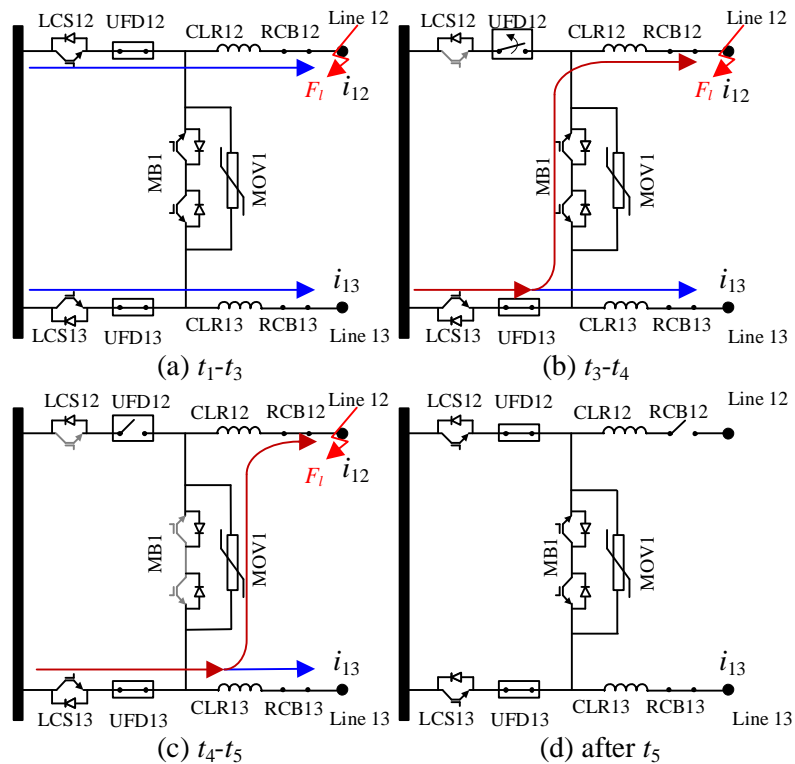 LCS12 UFD12 CLR12 RCB12 Line 12
F_l i_12
MB1 MOV1
i_13
LCS13 UFD13 CLR13 RCB13 Line 13
(a) t_1-t_3
LCS12 UFD12 CLR12 RCB12 Line 12
F_l i_12
MB1 MOV1
i_13
LCS13 UFD13 CLR13 RCB13 Line 13
(b) t_3-t_4
LCS12 UFD12 CLR12 RCB12 Line 12
F_l i_12
MB1 MOV1
i_13
LCS13 UFD13 CLR13 RCB13 Line 13
(c) t_4-t_5
LCS12 UFD12 CLR12 RCB12 Line 12
MB1 MOV1
i_13
LCS13 UFD13 CLR13 RCB13 Line 13
(d) after t_5